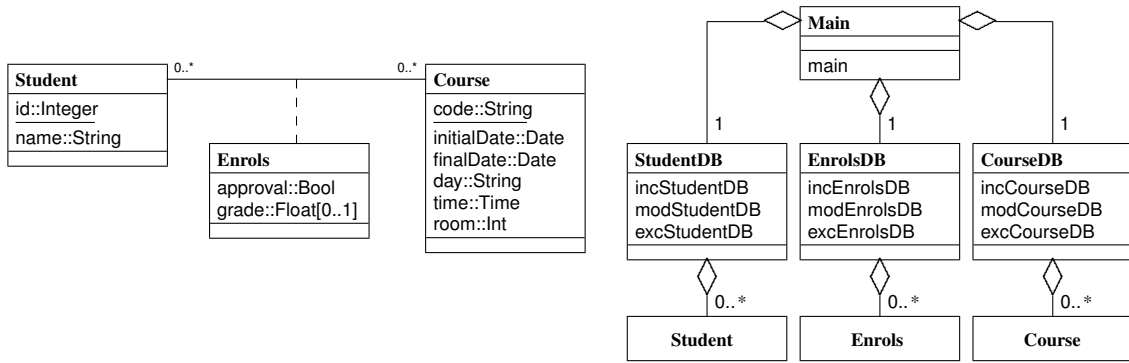 Student
id::Integer
name::String
0..*
0..*
Enrols
approval::Bool
grade::Float[0..1]
Course
code::String
initialDate::Date
finalDate::Date
day::String
time::Time
room::Int
Main
main
1
1
1
StudentDB
incStudentDB
modStudentDB
excStudentDB
EnrolsDB
incEnrolsDB
modEnrolsDB
excEnrolsDB
CourseDB
incCourseDB
modCourseDB
excCourseDB
0..*
0..*
0..*
Student
Enrols
Course